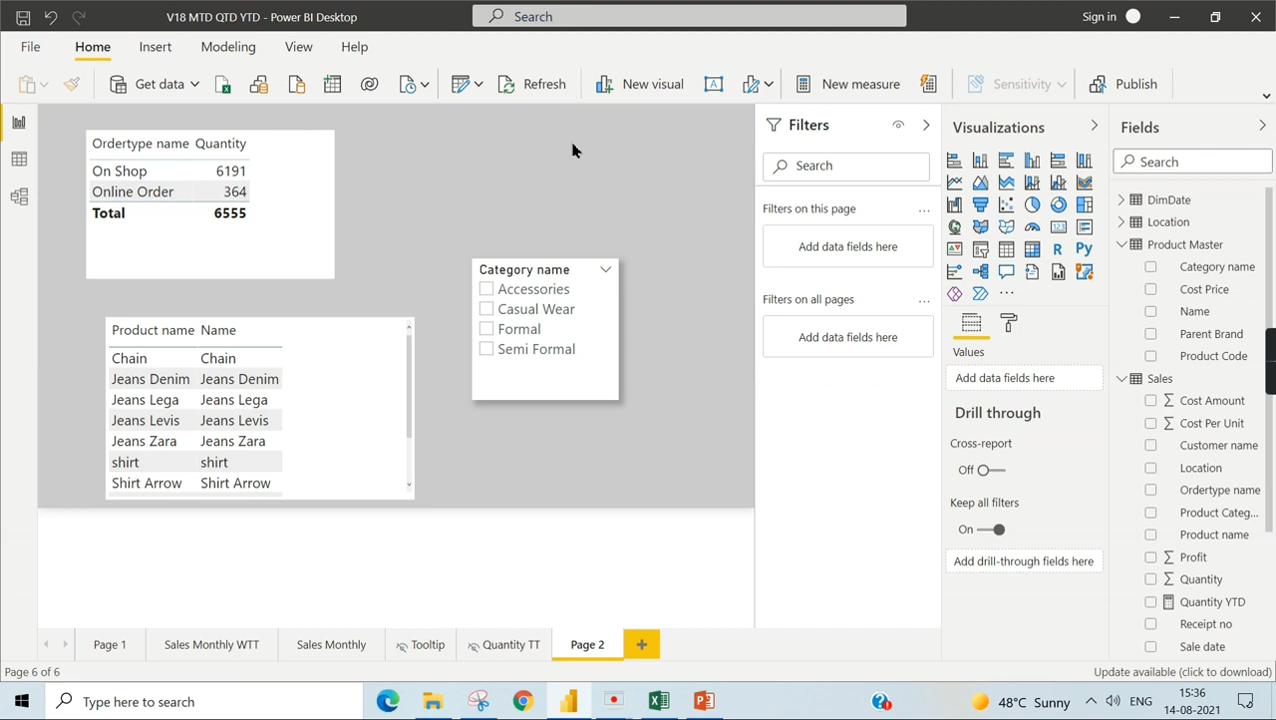 V18 MTD QTD YTD - Power BI Desktop
Search
Sign in
File
Home
Insert
Modeling
View
Help
Get data
Refresh
New visual
New measure
Sensitivity
Publish
Ordertype name Quantity
On Shop 6191
Online Order 364
Total 6555
Category name
Accessories
Casual Wear
Formal
Semi Formal
Product name Name
Chain Chain
Jeans Denim Jeans Denim
Jeans Lega Jeans Lega
Jeans Levis Jeans Levis
Jeans Zara Jeans Zara
shirt shirt
Shirt Arrow Shirt Arrow
Filters
Search
Filters on this page
...
Add data fields here
Filters on all pages
...
Add data fields here
Visualizations
R
Py
123
...
Values
Add data fields here
Drill through
Cross-report
Off
Keep all filters
On
Add drill-through fields here
Fields
Search
DimDate
Location
Product Master
Category name
Cost Price
Name
Parent Brand
Product Code
Sales
Σ Cost Amount
Σ Cost Per Unit
Customer name
Location
Ordertype name
Product Categ...
Product name
Σ Profit
Σ Quantity
Quantity YTD
Receipt no
Sale date
Page 1
Sales Monthly WTT
Sales Monthly
Tooltip
Quantity TT
Page 2
+
Page 6 of 6
Update available (click to download)
Type here to search
48°C Sunny
ENG
15:36
14-08-2021